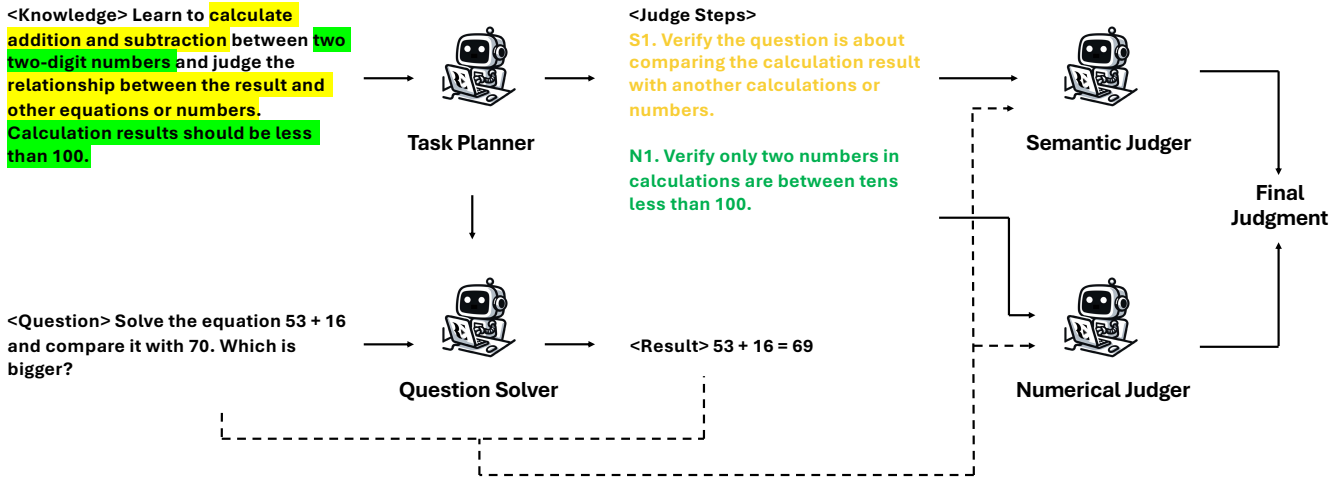 <Knowledge> Learn to calculate
addition and subtraction between two
two-digit numbers and judge the
relationship between the result and
other equations or numbers.
Calculation results should be less
than 100.
Task Planner
<Judge Steps>
S1. Verify the question is about
comparing the calculation result
with another calculations or
numbers.
N1. Verify only two numbers in
calculations are between tens
less than 100.
Semantic Judger
Final
Judgment
<Question> Solve the equation 53 + 16
and compare it with 70. Which is
bigger?
Question Solver
<Result> 53 + 16 = 69
Numerical Judger